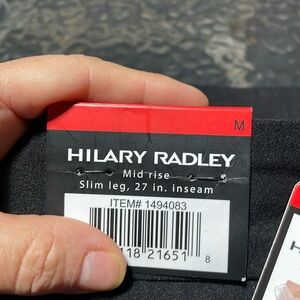 M
HILARY RADLEY
Mid rise
Slim leg, 27 in. inseam
ITEM# 1494083
18 21651 8
H